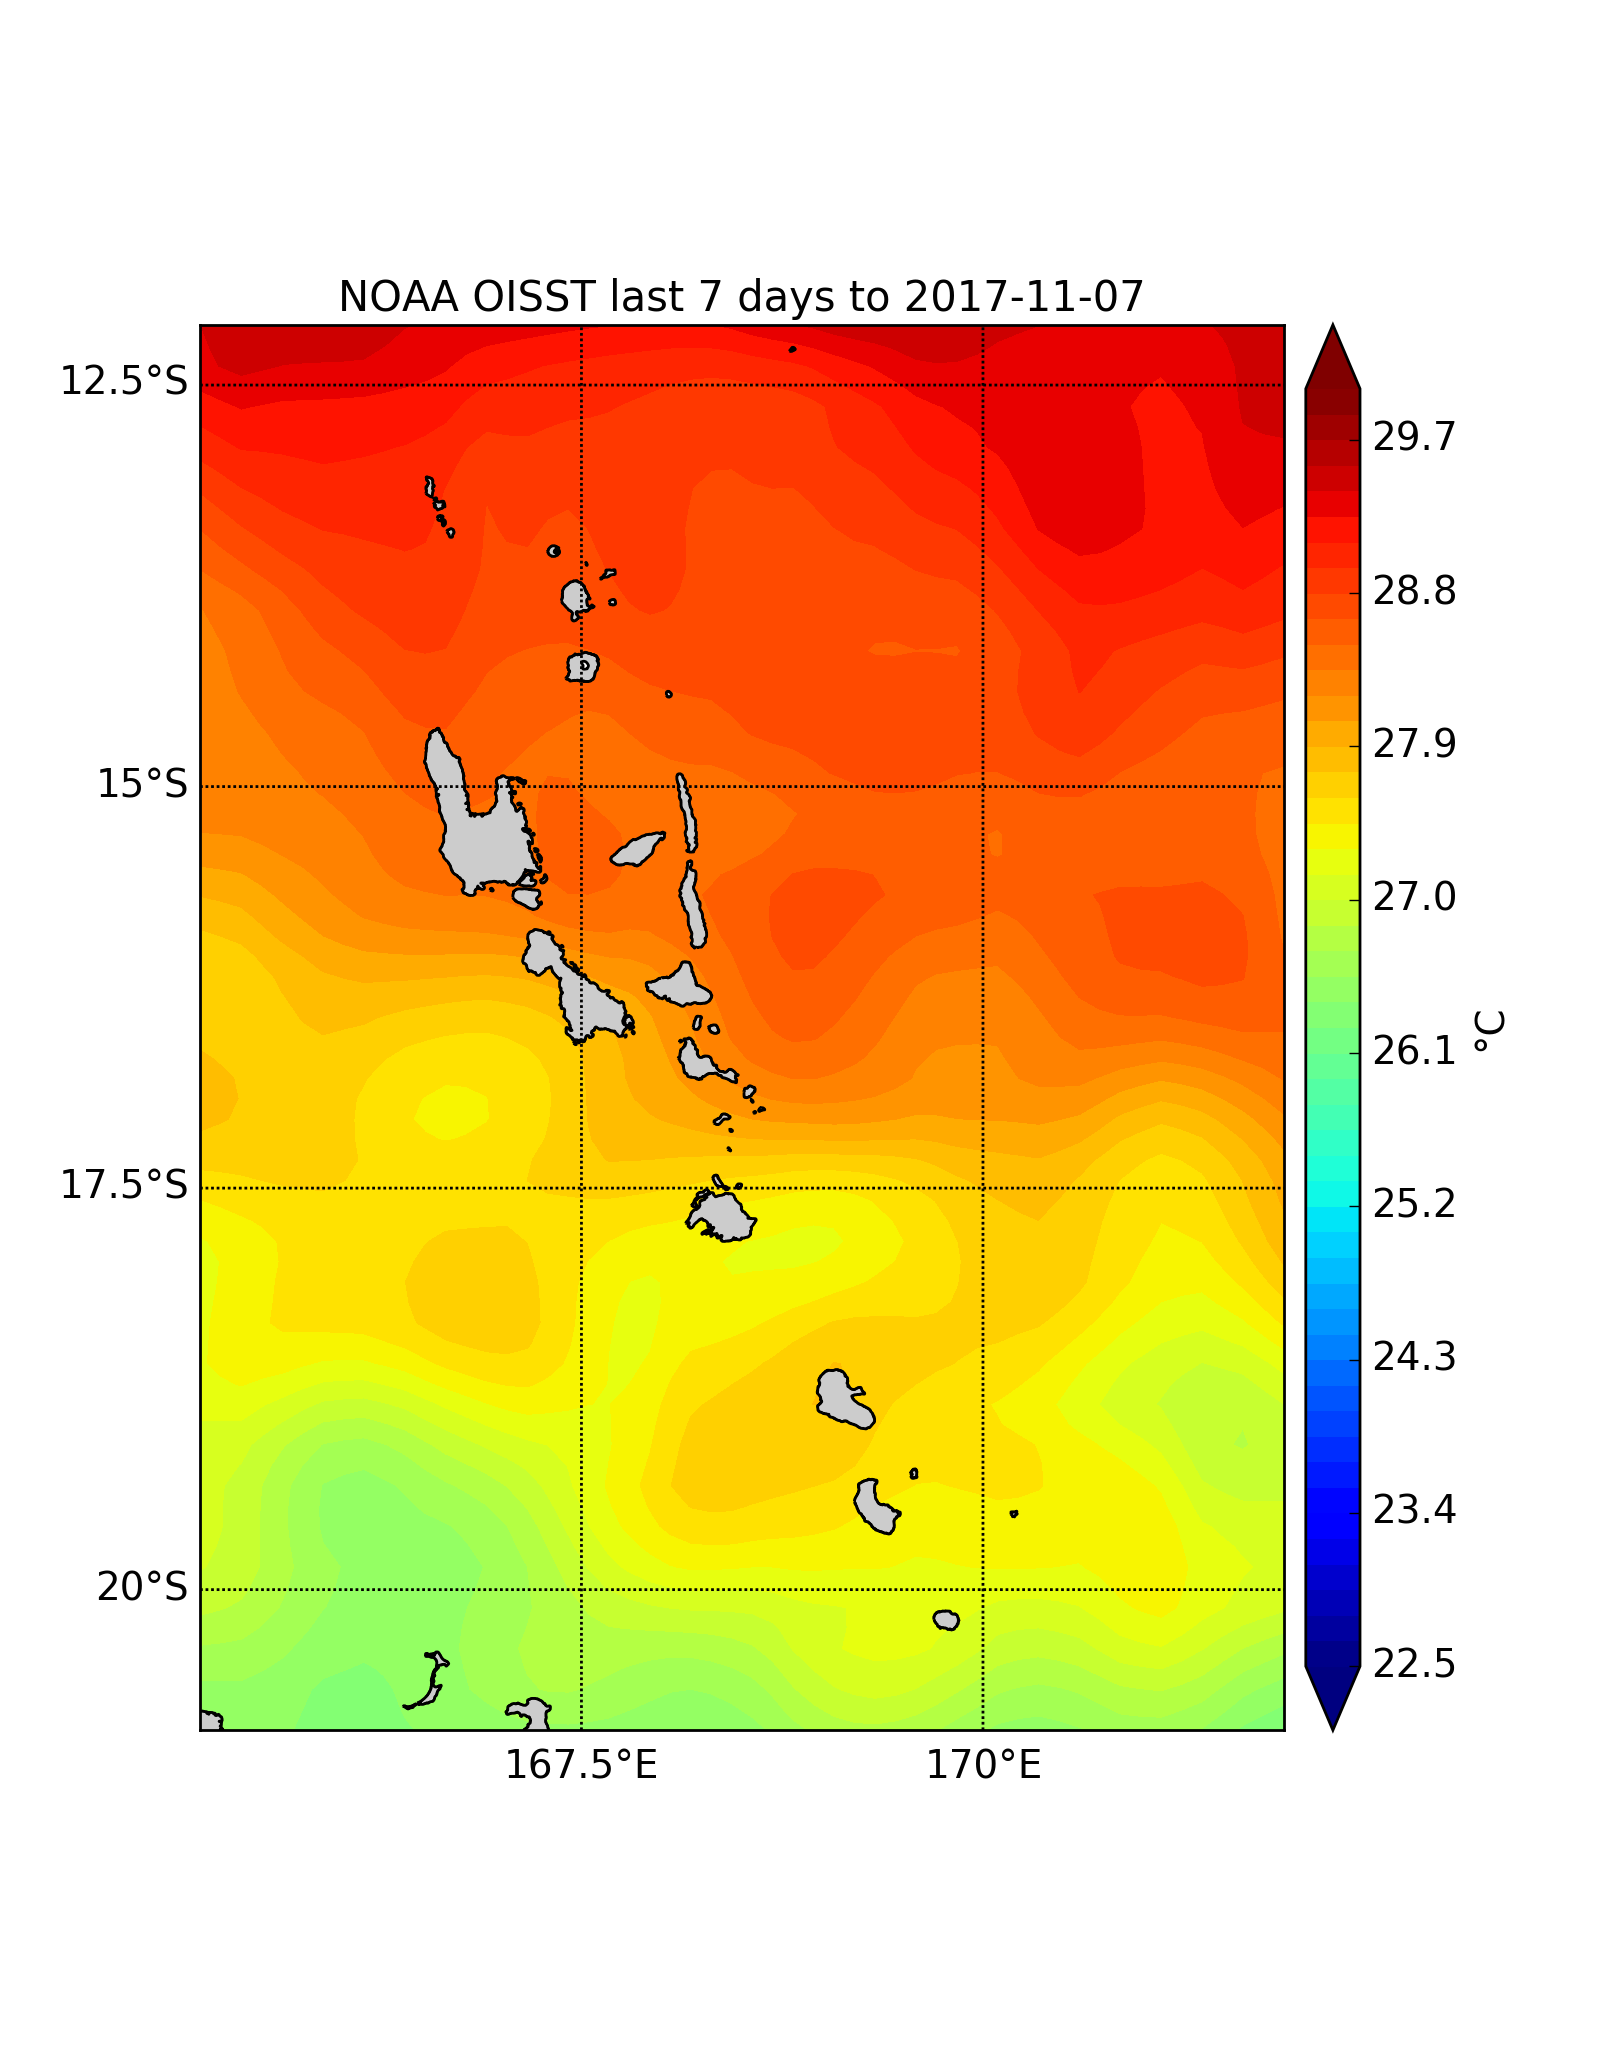 NOAA OISST last 7 days to 2017-11-07
12.5°S
15°S
17.5°S
20°S
167.5°E
170°E
29.7
28.8
27.9
27.0
26.1
25.2
24.3
23.4
22.5
°C